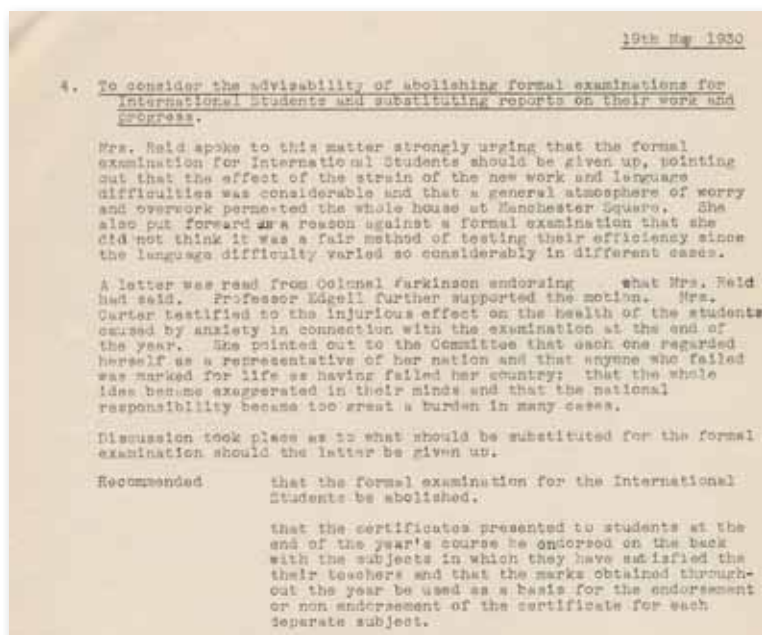 19th May 1930
4. To consider the advisability of abolishing formal examinations for
International Students and substituting reports on their work and
progress.
Mrs. Reid spoke to this matter strongly urging that the formal
examination for International Students should be given up, pointing
out that the effect of the strain of the new work and language
difficulties was considerable and that a general atmosphere of worry
and overwork permeated the whole house at Manchester Square. She
also put forward as a reason against a formal examination that she
did not think it was a fair method of testing their efficiency since
the language difficulty varied so considerably in different cases.
A letter was read from Colonel Parkinson endorsing what Mrs. Reid
had said. Professor Edgell further supported the motion. Mrs.
Carter testified to the injurious effect on the health of the students
caused by anxiety in connection with the examination at the end of
the year. She pointed out to the Committee that each one regarded
herself as a representative of her nation and that anyone who failed
was marked for life as having failed her country: that the whole
idea became exaggerated in their minds and that the national
responsibility became too great a burden in many cases.
Discussion took place as to what should be substituted for the formal
examination should the latter be given up.
Recommended that the formal examination for the International
Students be abolished.
that the certificates presented to students at the
end of the year's course be endorsed on the back
with the subjects in which they have satisfied the
their teachers and that the marks obtained through-
out the year be used as a basis for the endorsement
or non endorsement of the certificate for each
separate subject.